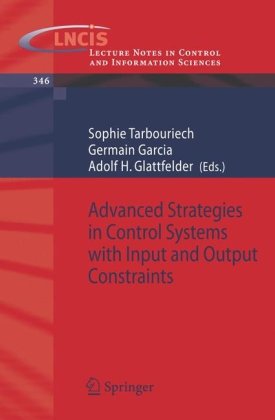 LNCIS
LECTURE NOTES IN CONTROL
AND INFORMATION SCIENCES
346
Sophie Tarbouriech
Germain Garcia
Adolf H. Glattfelder (Eds.)
Advanced Strategies
in Control Systems
with Input and Output
Constraints
Springer